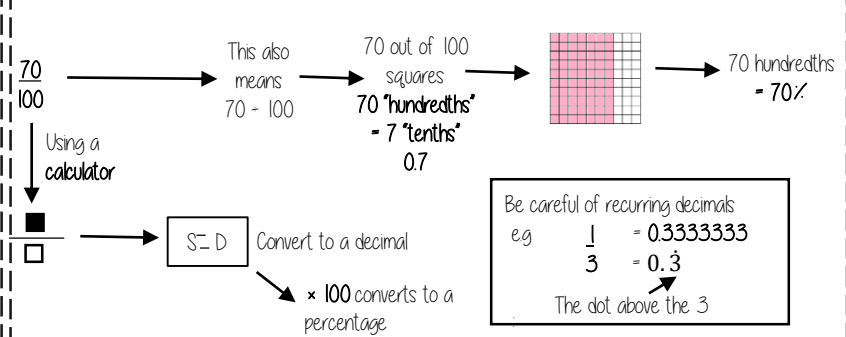 70
100
This also
means
70 ÷ 100
70 out of 100
squares
70 "hundredths"
= 7 "tenths"
0.7
70 hundredths
= 70%
Using a
calculator
S⇔D
Convert to a decimal
× 100 converts to a
percentage
Be careful of recurring decimals
e.g 1/3 = 0.3333333
= 0.3̇
The dot above the 3